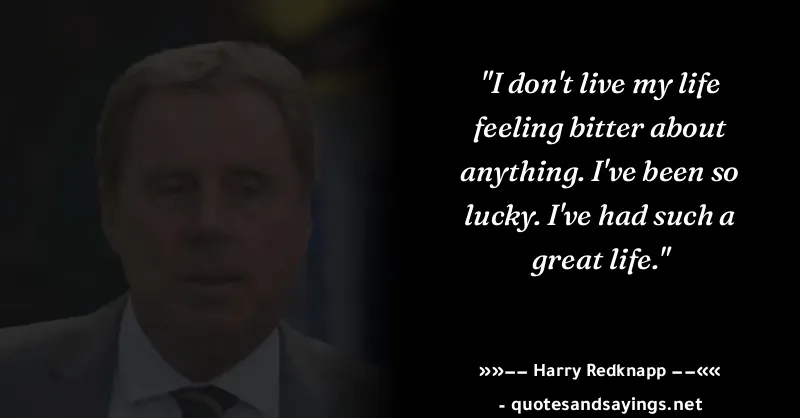 "I don't live my life
feeling bitter about
anything. I've been so
lucky. I've had such a
great life."
»»−− Harry Redknapp −−««
- quotesandsayings.net